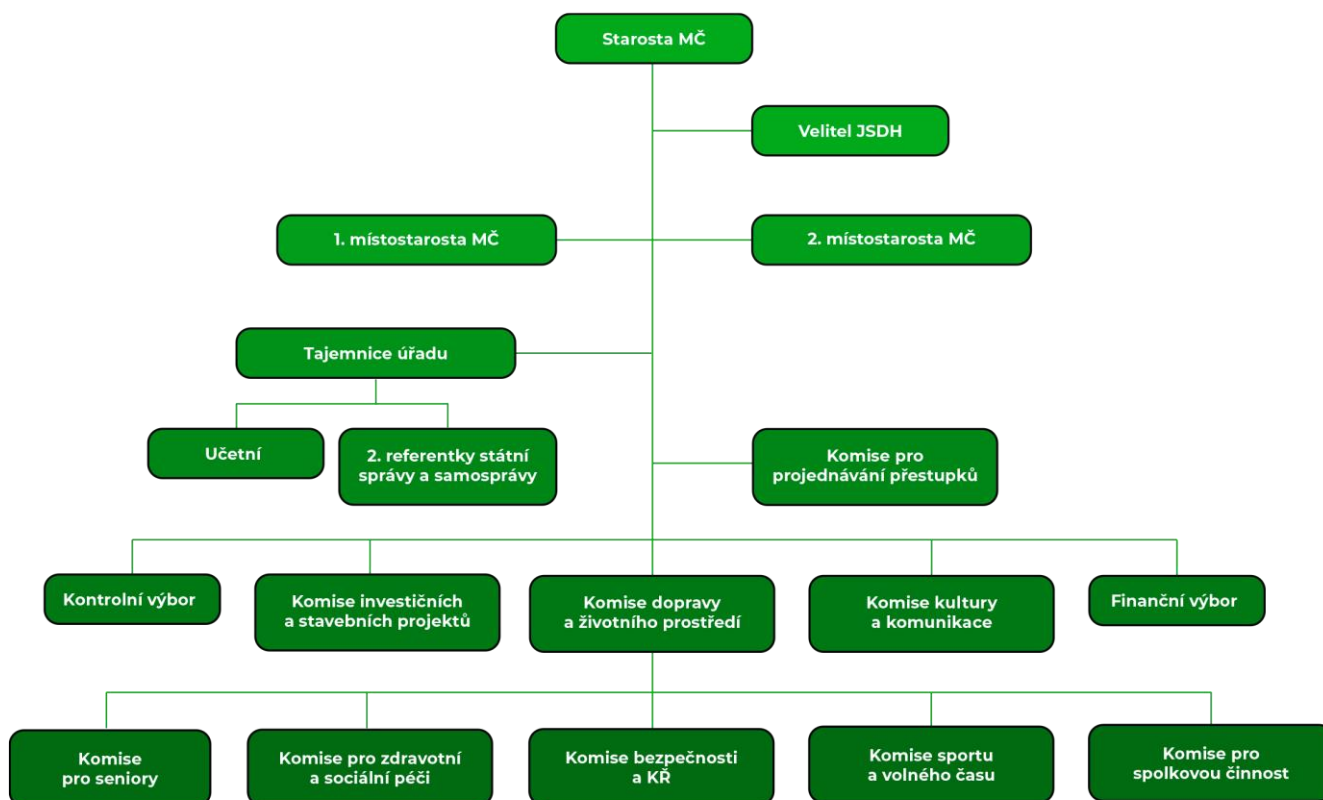 Starosta MČ
Velitel JSDH
1. místostarosta MČ
2. místostarosta MČ
Tajemnice úřadu
Učetní
2. referentky státní
správy a samosprávy
Komise pro
projednávání přestupků
Kontrolní výbor
Komise investičních
a stavebních projektů
Komise dopravy
a životního prostředí
Komise kultury
a komunikace
Finanční výbor
Komise
pro seniory
Komise pro zdravotní
a sociální péči
Komise bezpečnosti
a KŘ
Komise sportu
a volného času
Komise pro
spolkovou činnost